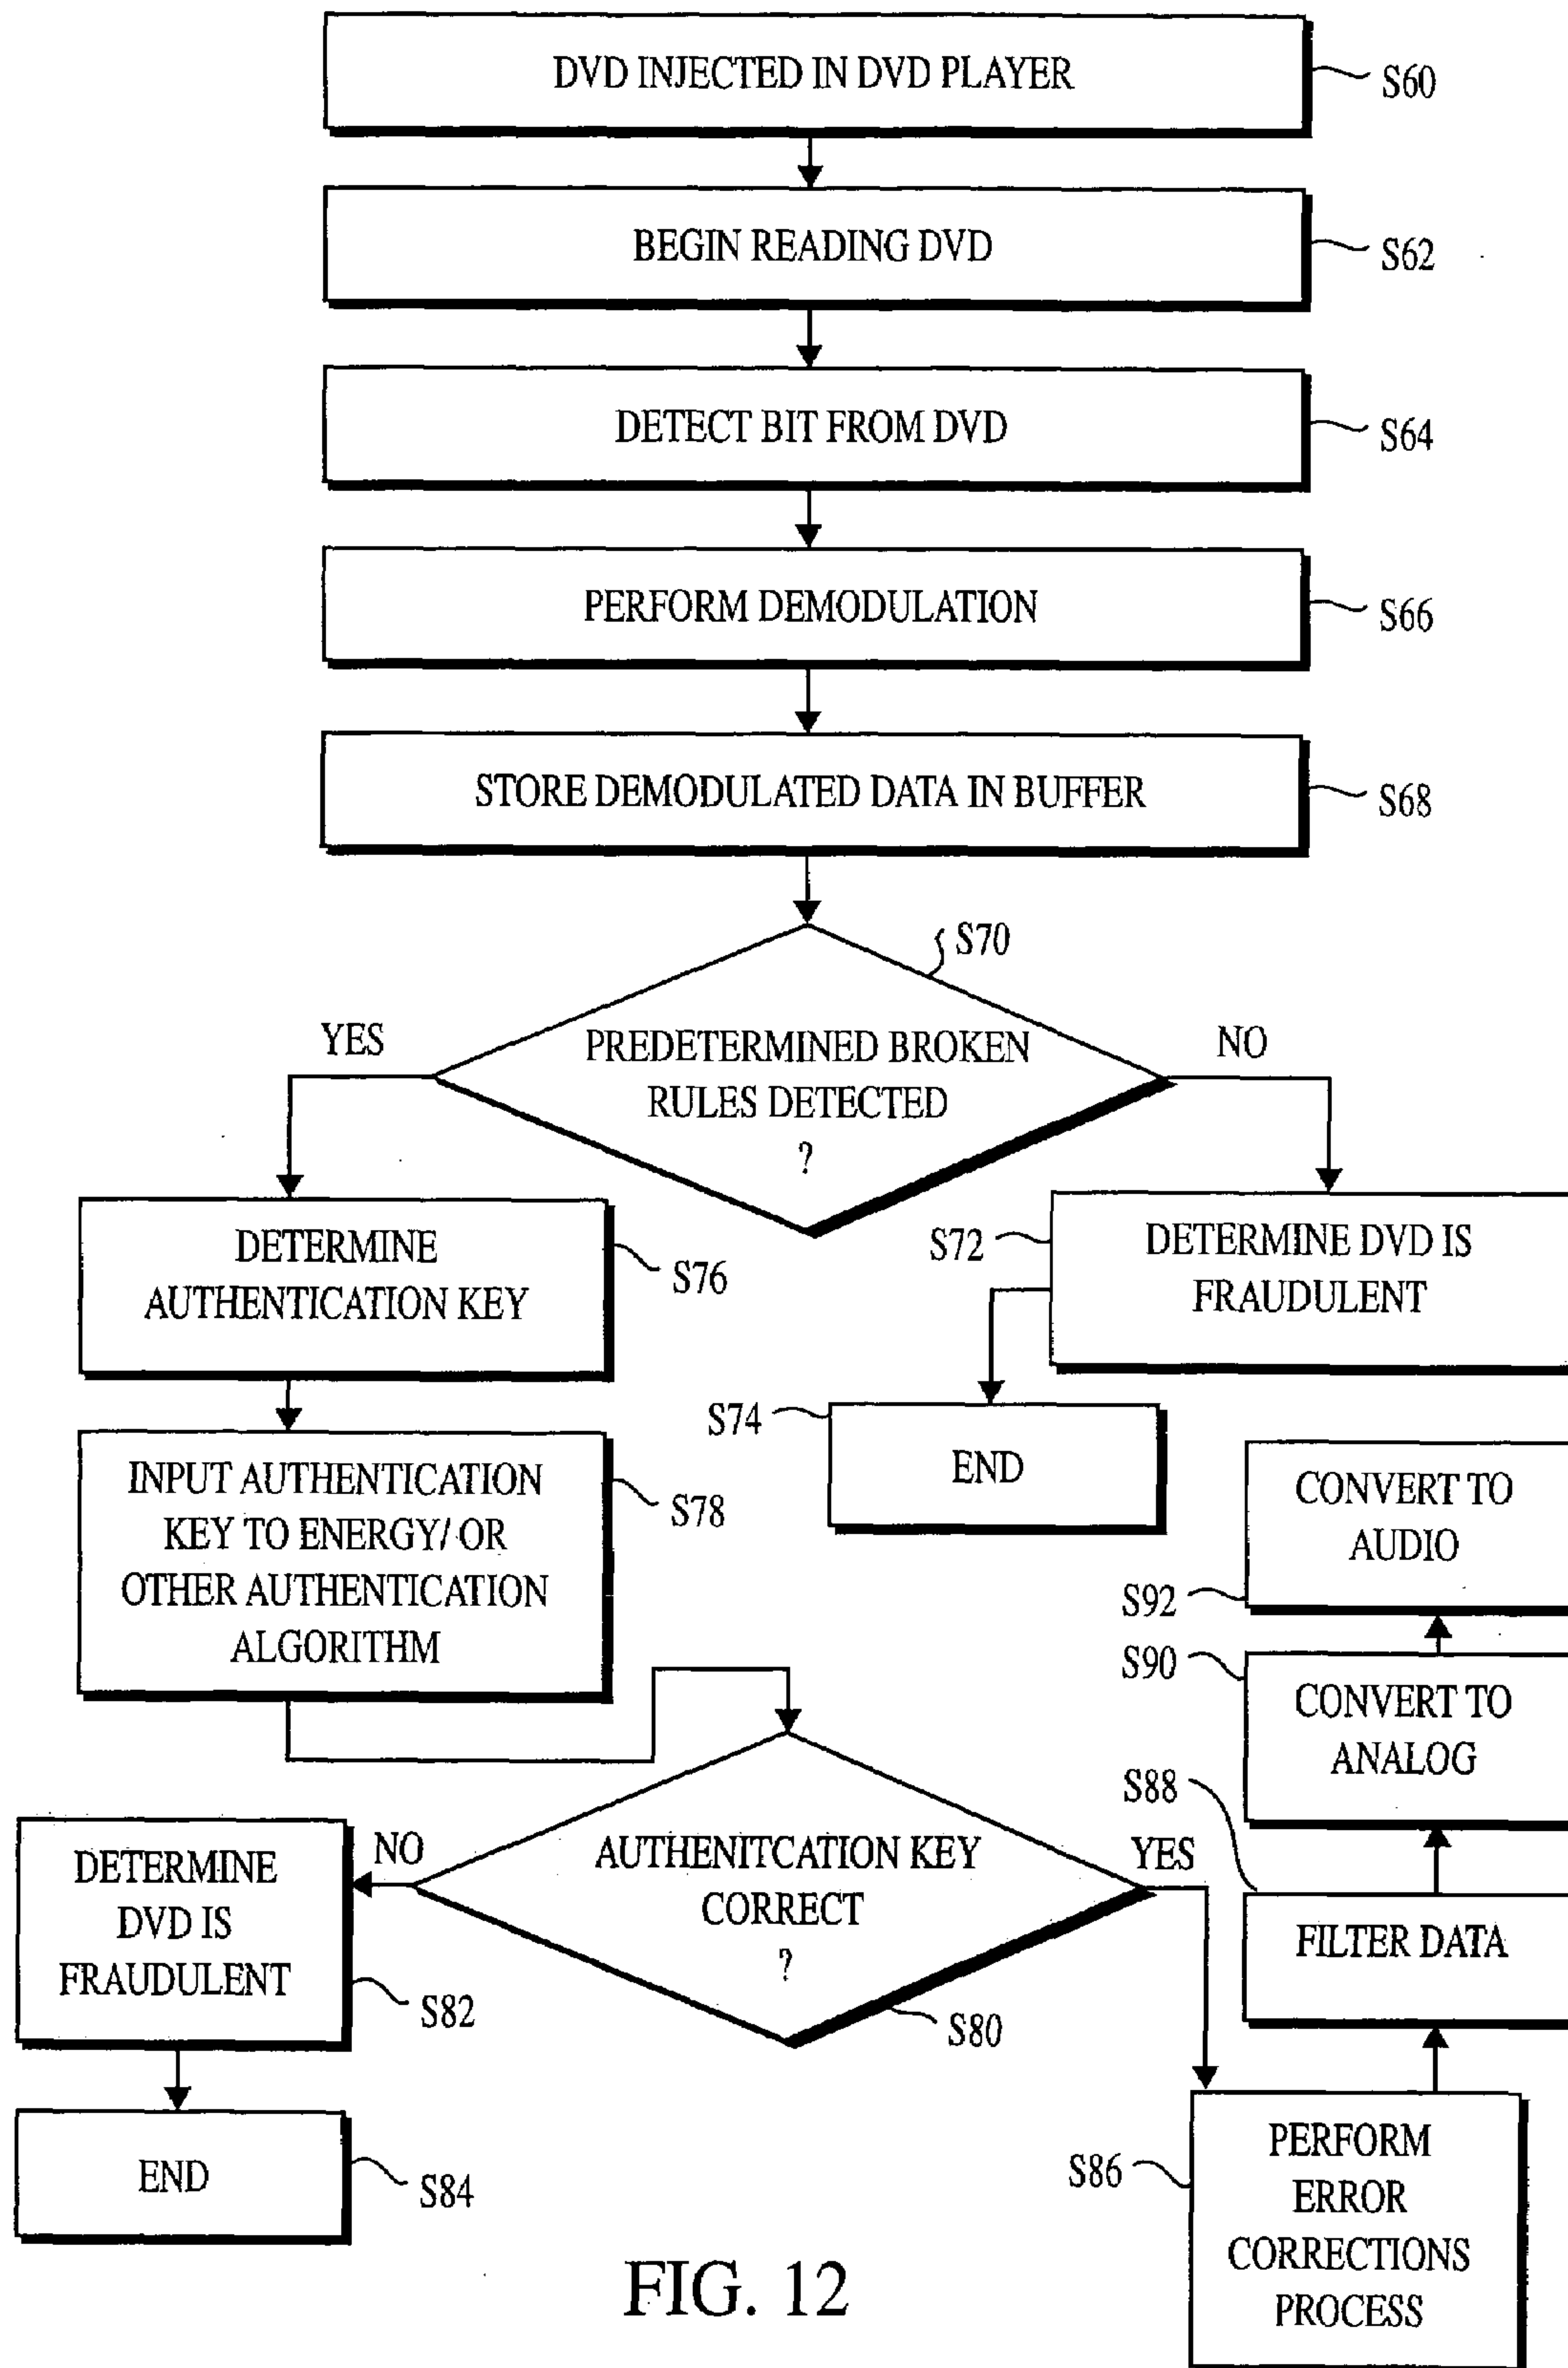 DVD INJECTED IN DVD PLAYER
S60
BEGIN READING DVD
S62
DETECT BIT FROM DVD
S64
PERFORM DEMODULATION
S66
STORE DEMODULATED DATA IN BUFFER
S68
S70
PREDETERMINED BROKEN
RULES DETECTED
?
YES
NO
DETERMINE
AUTHENTICATION KEY
S76
S72
DETERMINE DVD IS
FRAUDULENT
S74
END
INPUT AUTHENTICATION
KEY TO ENERGY/ OR
OTHER AUTHENTICATION
ALGORITHM
S78
CONVERT TO
AUDIO
S92
S90
CONVERT TO
ANALOG
S88
FILTER DATA
AUTHENITCATION KEY
CORRECT
?
NO
YES
S80
DETERMINE
DVD IS
FRAUDULENT
S82
END
S84
S86
PERFORM
ERROR
CORRECTIONS
PROCESS
FIG. 12